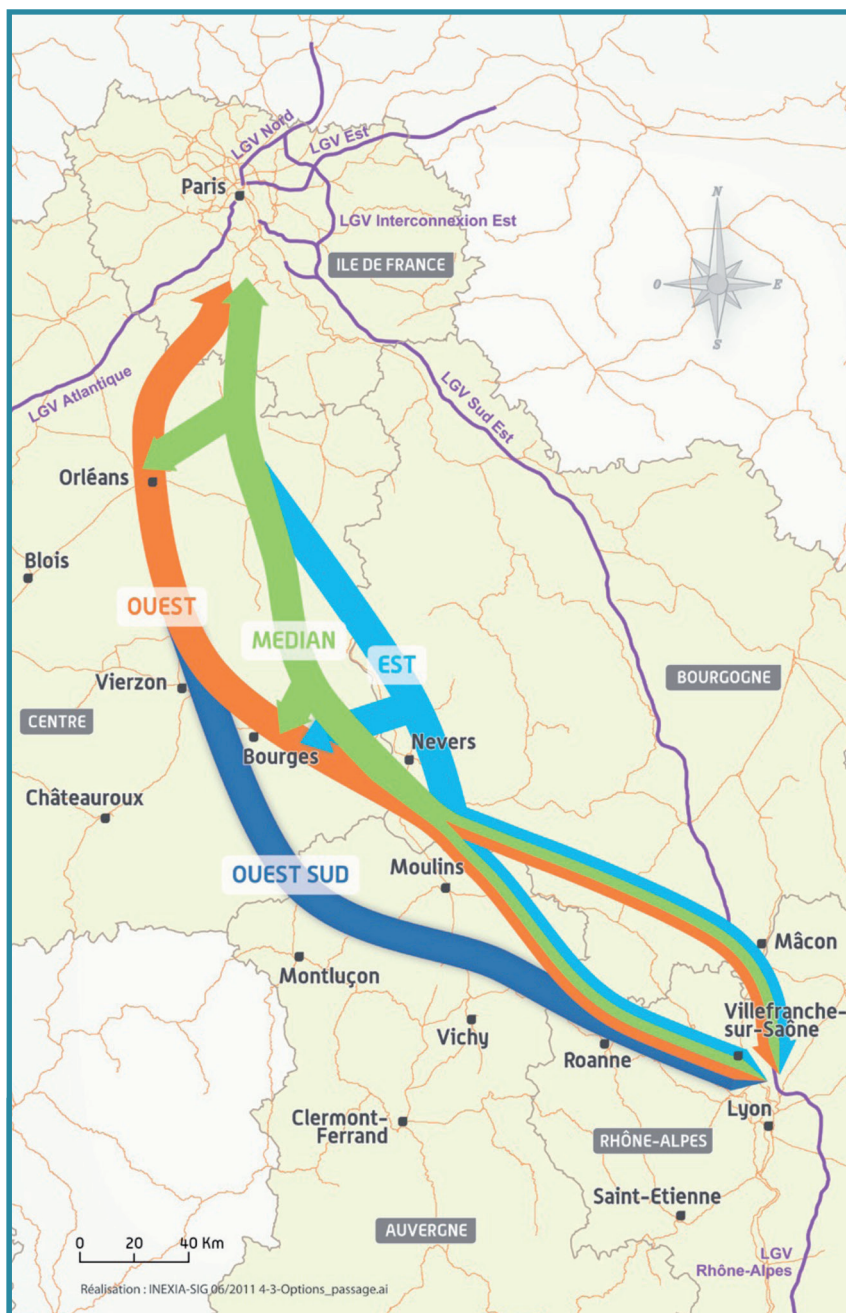 LGV Nord
LGV Est
Paris
LGV Interconnexion Est
ILE DE FRANCE
N
O
E
S
LGV Atlantique
LGV Sud Est
Orléans
Blois
OUEST
MEDIAN
EST
BOURGOGNE
Vierzon
CENTRE
Bourges
Nevers
Châteauroux
OUEST SUD
Moulins
Mâcon
Montluçon
Villefranche-
sur-Saône
Vichy
Roanne
Lyon
Clermont-
Ferrand
RHÔNE-ALPES
Saint-Etienne
AUVERGNE
LGV
Rhône-Alpes
0 20 40 Km
Réalisation : INEXIA-SIG 06/2011 4-3-Options_passage.ai